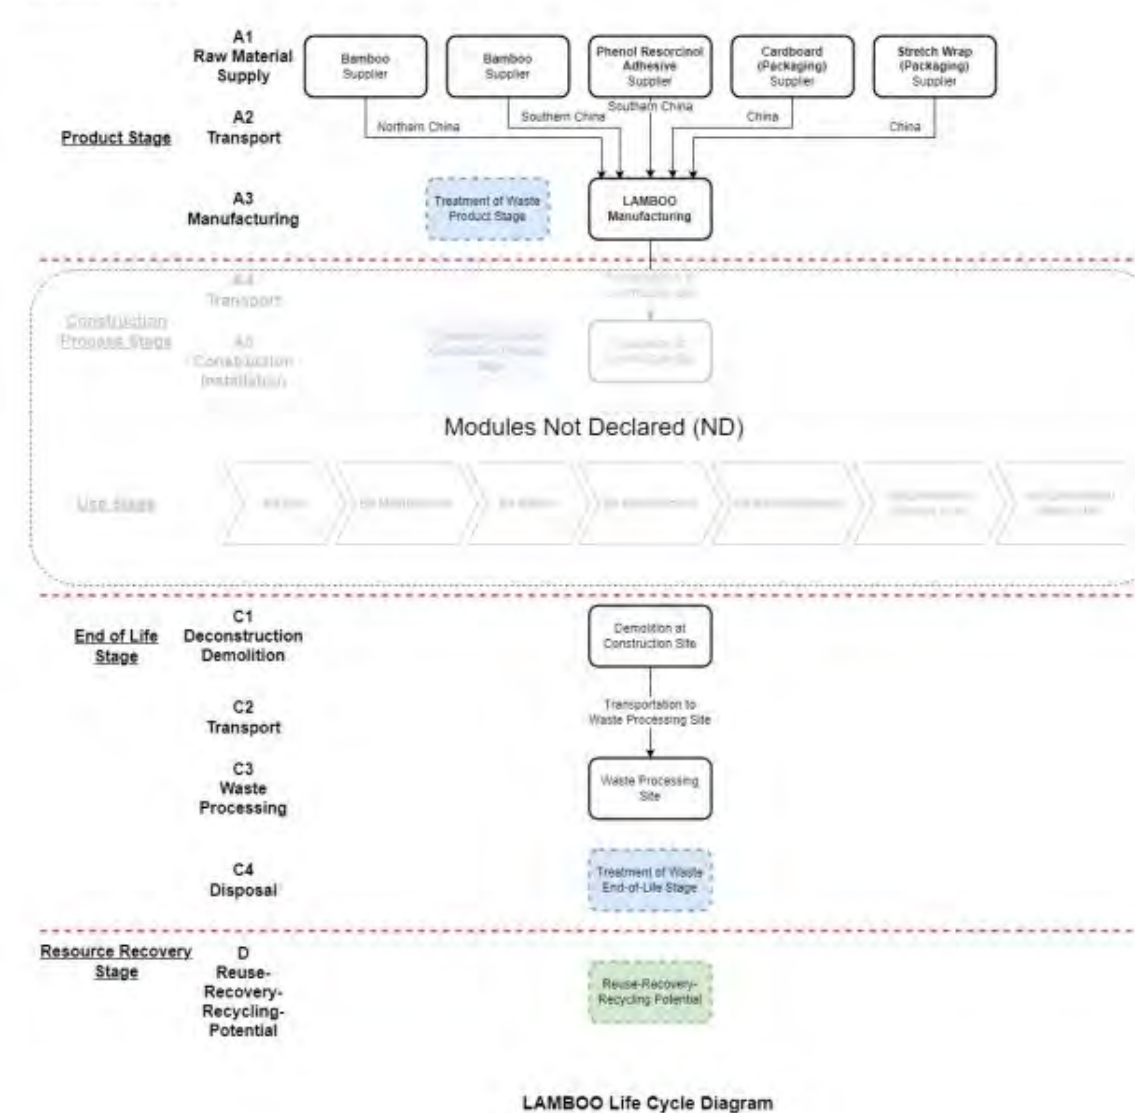 A1
Raw Material
Supply
Bamboo
Supplier
Bamboo
Supplier
Phenol Resorcinol
Adhesive
Supplier
Cardboard
(Packaging)
Supplier
Stretch Wrap
(Packaging)
Supplier
Product Stage
A2
Transport
Northern China
Southern China
Southern China
China
China
A3
Manufacturing
Treatment of Waste
Product Stage
LAMBOO
Manufacturing
Construction
Process Stage
A4
Transport
A5
Construction
Installation
Modules Not Declared (ND)
Use Stage
End of Life
Stage
C1
Deconstruction
Demolition
Demolition at
Construction Site
C2
Transport
Transportation to
Waste Processing Site
C3
Waste
Processing
Waste Processing
Site
C4
Disposal
Treatment of Waste
End-of-Life Stage
Resource Recovery
Stage
D
Reuse-
Recovery-
Recycling-
Potential
Reuse-Recovery-
Recycling Potential
LAMBOO Life Cycle Diagram